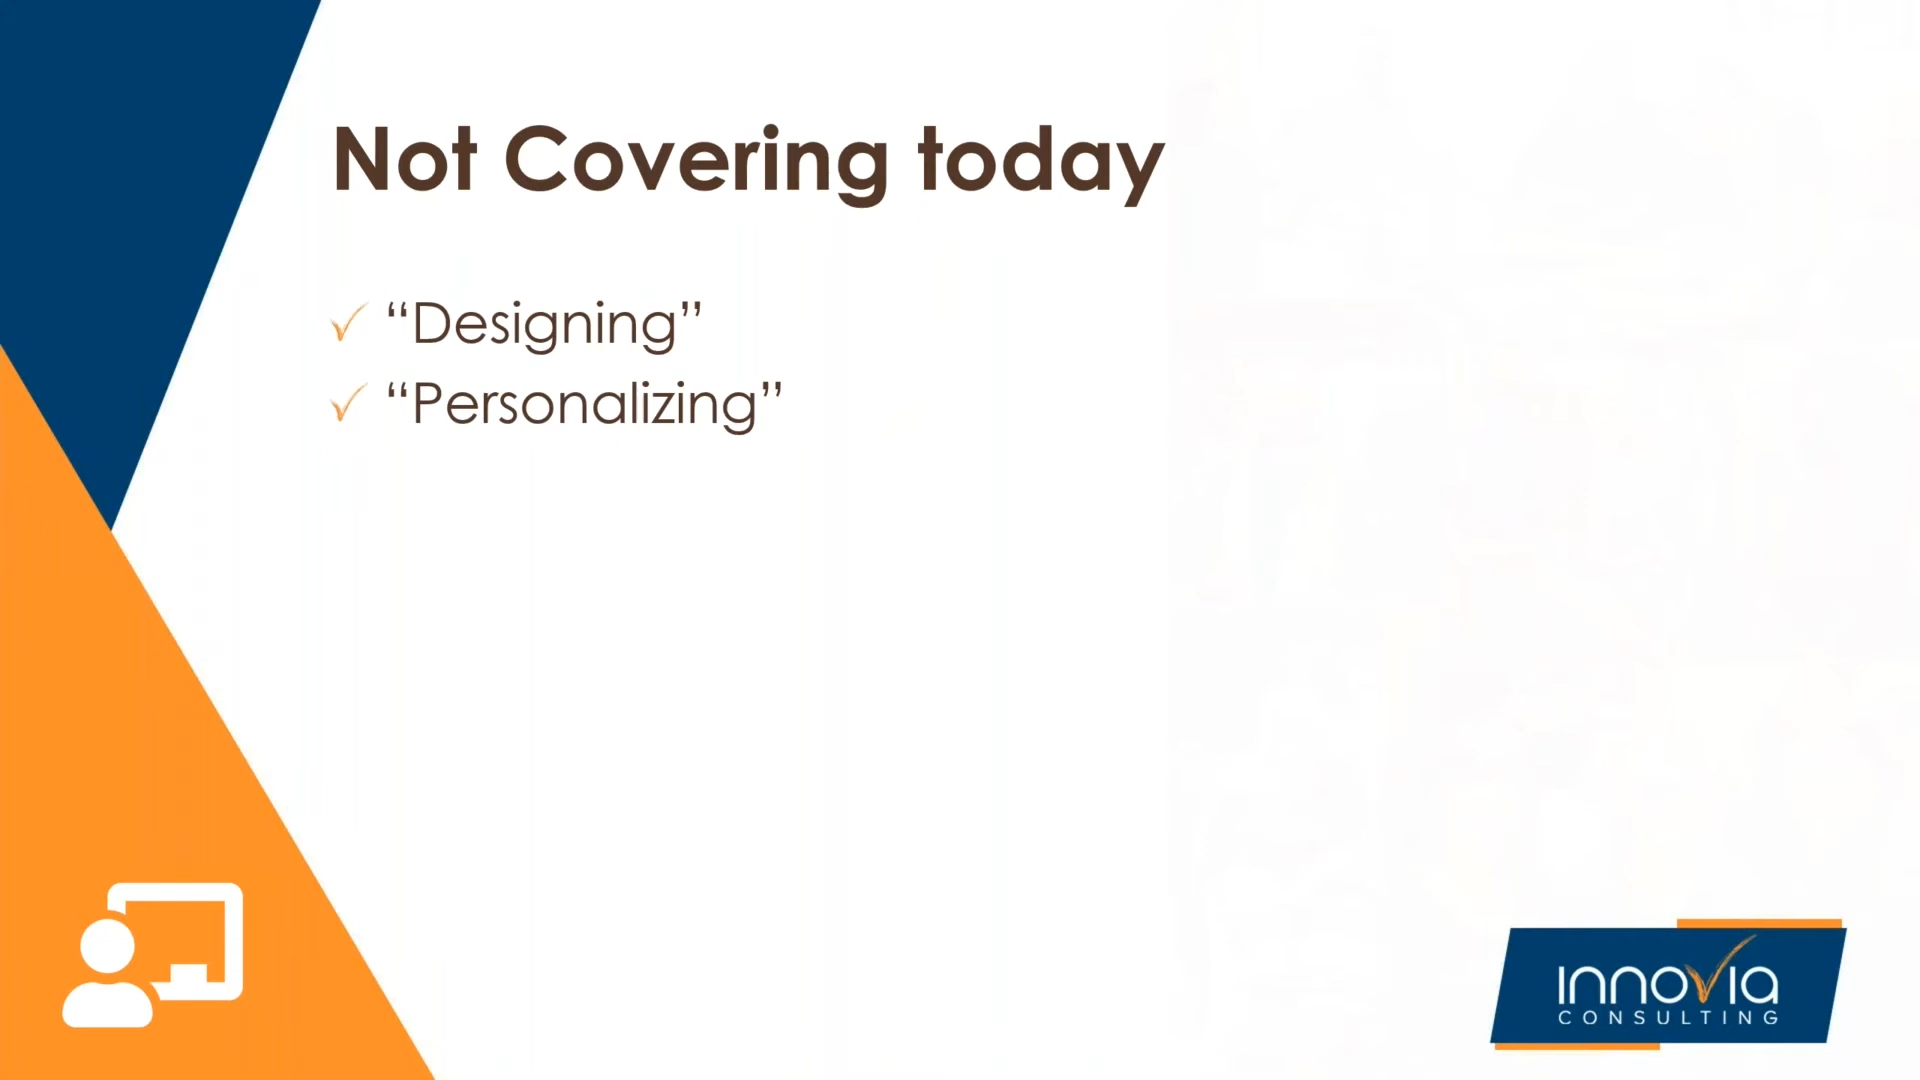 Not Covering today
“Designing”
“Personalizing”
innovia
CONSULTING